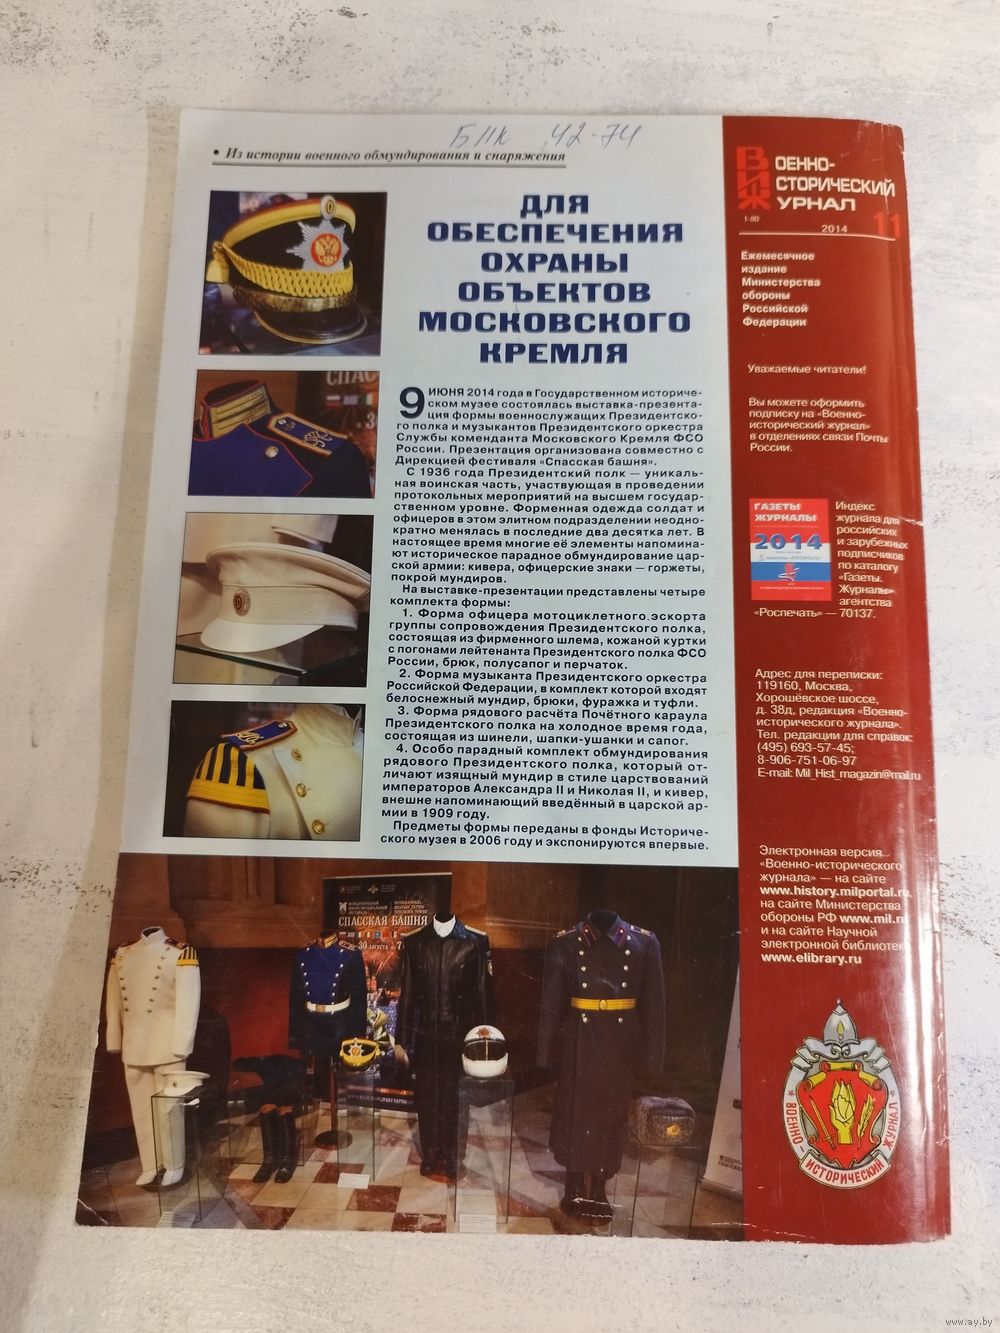 БПК 42-74
• Из истории военного обмундирования и снаряжения
ДЛЯ
ОБЕСПЕЧЕНИЯ
ОХРАНЫ
ОБЪЕКТОВ
МОСКОВСКОГО
КРЕМЛЯ
9 ИЮНЯ 2014 года в Государственном историче-
ском музее состоялась выставка-презента-
ция формы военнослужащих Президентско-
го полка и музыкантов Президентского оркестра
Службы коменданта Московского Кремля ФСО
России. Презентация организована совместно с
Дирекцией фестиваля «Спасская башня».
С 1936 года Президентский полк — уникаль-
ная воинская часть, участвующая в проведении
протокольных мероприятий на высшем государ-
ственном уровне. Форменная одежда солдат и
офицеров в этом элитном подразделении неодно-
кратно менялась в последние два десятка лет. В
настоящее время многие её элементы напомина-
ют историческое парадное обмундирование цар-
ской армии: кивера, офицерские знаки — горжеты,
покрой мундиров.
На выставке-презентации представлены четыре
комплекта формы:
1. Форма офицера мотоциклетного эскорта
группы сопровождения Президентского полка,
состоящая из фирменного шлема, кожаной куртки
с погонами лейтенанта Президентского полка ФСО
России, брюк, полусапог и перчаток.
2. Форма музыканта Президентского оркестра
Российской Федерации, в комплект которой входят
белоснежный мундир, брюки, фуражка и туфли.
3. Форма рядового расчёта Почётного караула
Президентского полка на холодное время года,
состоящая из шинели, шапки-ушанки и сапог.
4. Особо парадный комплект обмундирования
рядового Президентского полка, который от-
личают изящный мундир в стиле царствований
императоров Александра II и Николая II, и кивер,
внешне напоминающий введённый в царской ар-
мии в 1909 году.
Предметы формы переданы в фонды Историче-
ского музея в 2006 году и экспонируются впервые.
СПАС
.30
СПАССКАЯ БАШНЯ
30 АВГУСТА - 7
ВОЕННО-
ИСТОРИЧЕСКИЙ
ЖУРНАЛ
1-80
2014 11
Ежемесячное
издание
Министерства
обороны
Российской
Федерации
Уважаемые читатели!
Вы можете оформить
подписку на «Военно-
исторический журнал»
в отделениях связи Почты
России.
ГАЗЕТЫ
ЖУРНАЛЫ
2014
Индекс
журнала для
российских
и зарубежных
подписчиков
по каталогу
«Газеты.
Журналы»
агентства
«Роспечать» — 70137.
Адрес для переписки:
119160, Москва,
Хорошёвское шоссе,
д. 38д, редакция «Военно-
исторического журнала».
Тел. редакции для справок:
(495) 693-57-45;
8-906-751-06-97
E-mail: Mil_Hist_magazin@mail.ru
Электронная версия
«Военно-исторического
журнала» — на сайте
www.history.milportal.ru,
на сайте Министерства
обороны РФ www.mil.ru
и на сайте Научной
электронной библиотек
www.elibrary.ru
ВОЕННО-
ИСТОРИЧЕСКИЙ
ЖУРНАЛ
www.ay.by